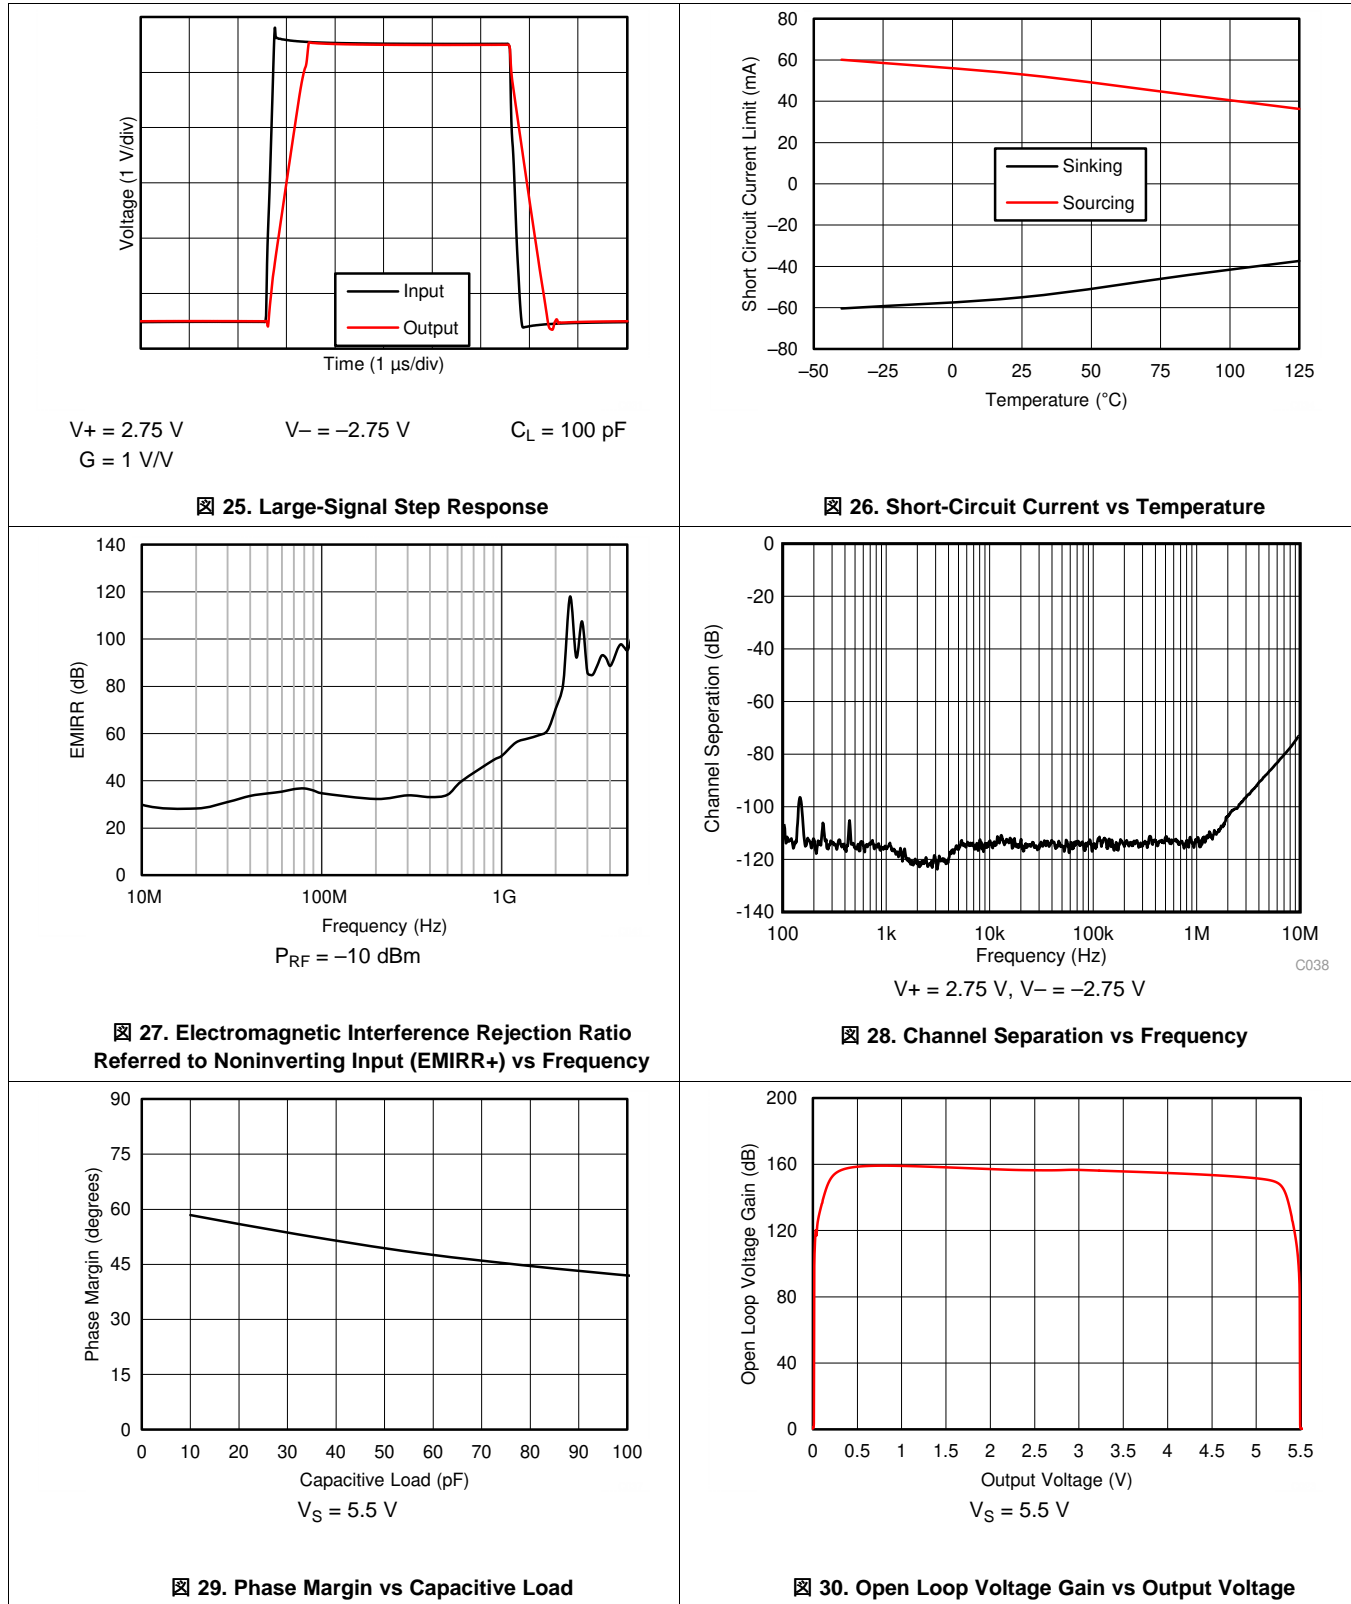 Voltage (1 V/div)
Input
Output
Time (1 µs/div)
V+ = 2.75 V V– = –2.75 V CL = 100 pF
G = 1 V/V
図 25. Large-Signal Step Response
80
60
40
20
0
–20
–40
–60
–80
Short Circuit Current Limit (mA)
Sinking
Sourcing
–50 –25 0 25 50 75 100 125
Temperature (°C)
図 26. Short-Circuit Current vs Temperature
140
120
100
80
60
40
20
0
EMIRR (dB)
10M 100M 1G
Frequency (Hz)
PRF = –10 dBm
図 27. Electromagnetic Interference Rejection Ratio
Referred to Noninverting Input (EMIRR+) vs Frequency
0
-20
-40
-60
-80
-100
-120
-140
Channel Seperation (dB)
100 1k 10k 100k 1M 10M
Frequency (Hz)
C038
V+ = 2.75 V, V– = –2.75 V
図 28. Channel Separation vs Frequency
90
75
60
45
30
15
0
Phase Margin (degrees)
0 10 20 30 40 50 60 70 80 90 100
Capacitive Load (pF)
VS = 5.5 V
図 29. Phase Margin vs Capacitive Load
200
160
120
80
40
0
Open Loop Voltage Gain (dB)
0 0.5 1 1.5 2 2.5 3 3.5 4 4.5 5 5.5
Output Voltage (V)
VS = 5.5 V
図 30. Open Loop Voltage Gain vs Output Voltage